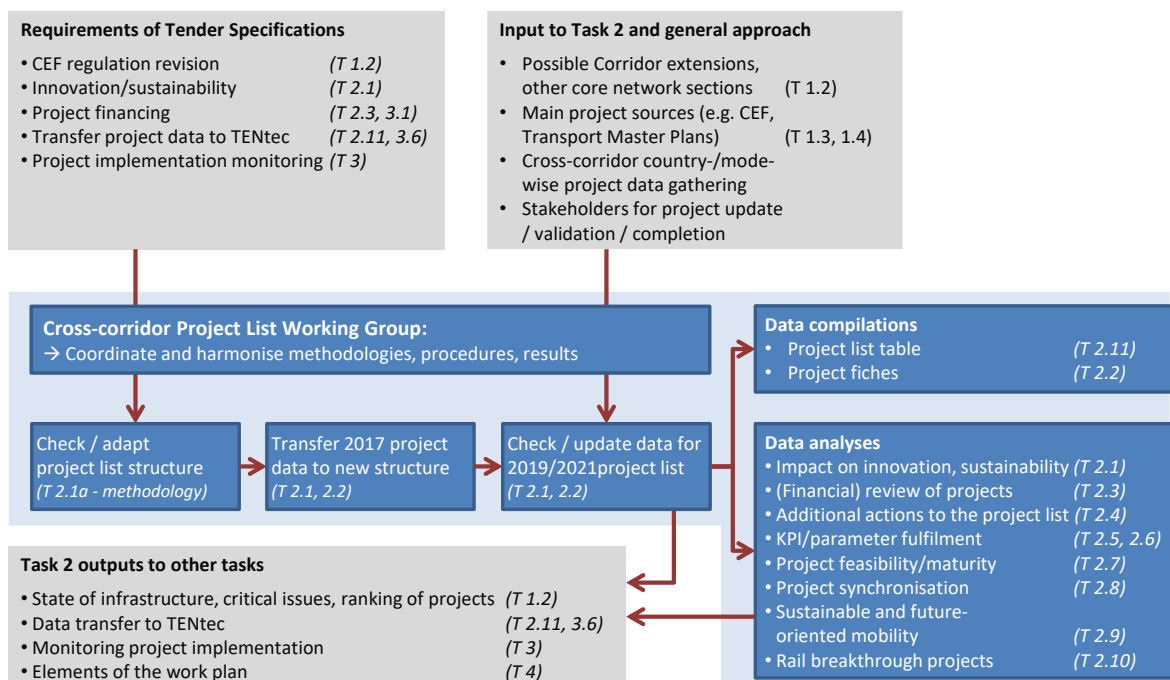 Requirements of Tender Specifications
• CEF regulation revision (T 1.2)
• Innovation/sustainability (T 2.1)
• Project financing (T 2.3, 3.1)
• Transfer project data to TENtec (T 2.11, 3.6)
• Project implementation monitoring (T 3)
Input to Task 2 and general approach
• Possible Corridor extensions,
other core network sections (T 1.2)
• Main project sources (e.g. CEF,
Transport Master Plans) (T 1.3, 1.4)
• Cross-corridor country-/mode-
wise project data gathering
• Stakeholders for project update
/ validation / completion
Cross-corridor Project List Working Group:
→ Coordinate and harmonise methodologies, procedures, results
Check / adapt
project list structure
(T 2.1a - methodology)
Transfer 2017 project
data to new structure
(T 2.1, 2.2)
Check / update data for
2019/2021project list
(T 2.1, 2.2)
Data compilations
• Project list table (T 2.11)
• Project fiches (T 2.2)
Data analyses
• Impact on innovation, sustainability (T 2.1)
• (Financial) review of projects (T 2.3)
• Additional actions to the project list (T 2.4)
• KPI/parameter fulfilment (T 2.5, 2.6)
• Project feasibility/maturity (T 2.7)
• Project synchronisation (T 2.8)
• Sustainable and future-
oriented mobility (T 2.9)
• Rail breakthrough projects (T 2.10)
Task 2 outputs to other tasks
• State of infrastructure, critical issues, ranking of projects (T 1.2)
• Data transfer to TENtec (T 2.11, 3.6)
• Monitoring project implementation (T 3)
• Elements of the work plan (T 4)